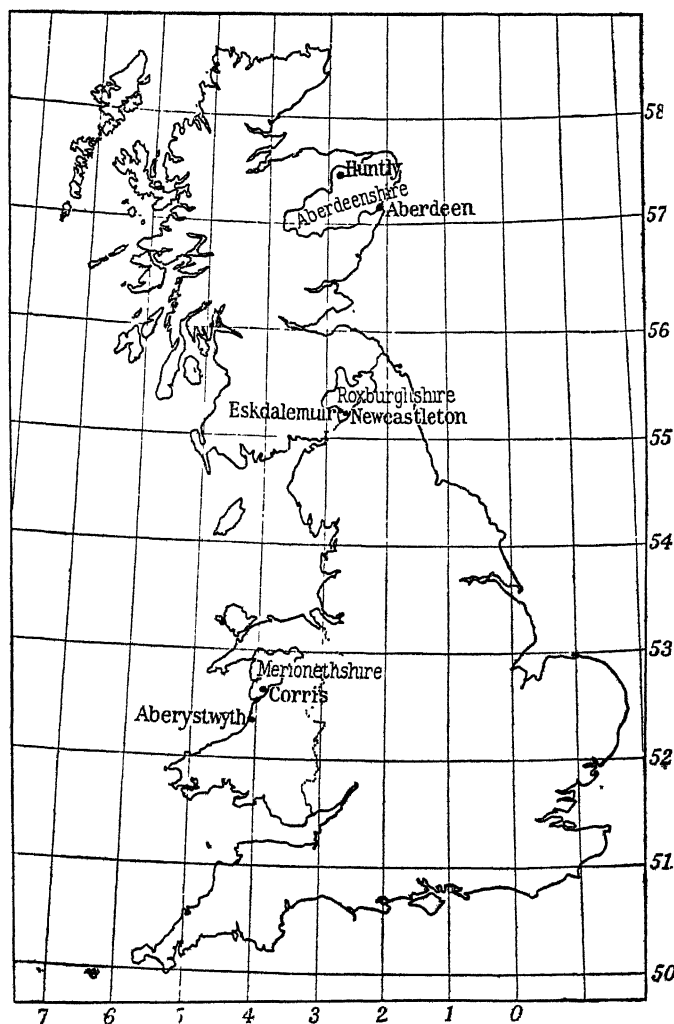 58
Huntly
Aberdeenshire
Aberdeen
57
56
Roxburghshire
Eskdalemuir
Newcastleton
55
54
53
Merionethshire
Corris
Aberystwyth
52
51
50
7 6 5 4 3 2 1 0